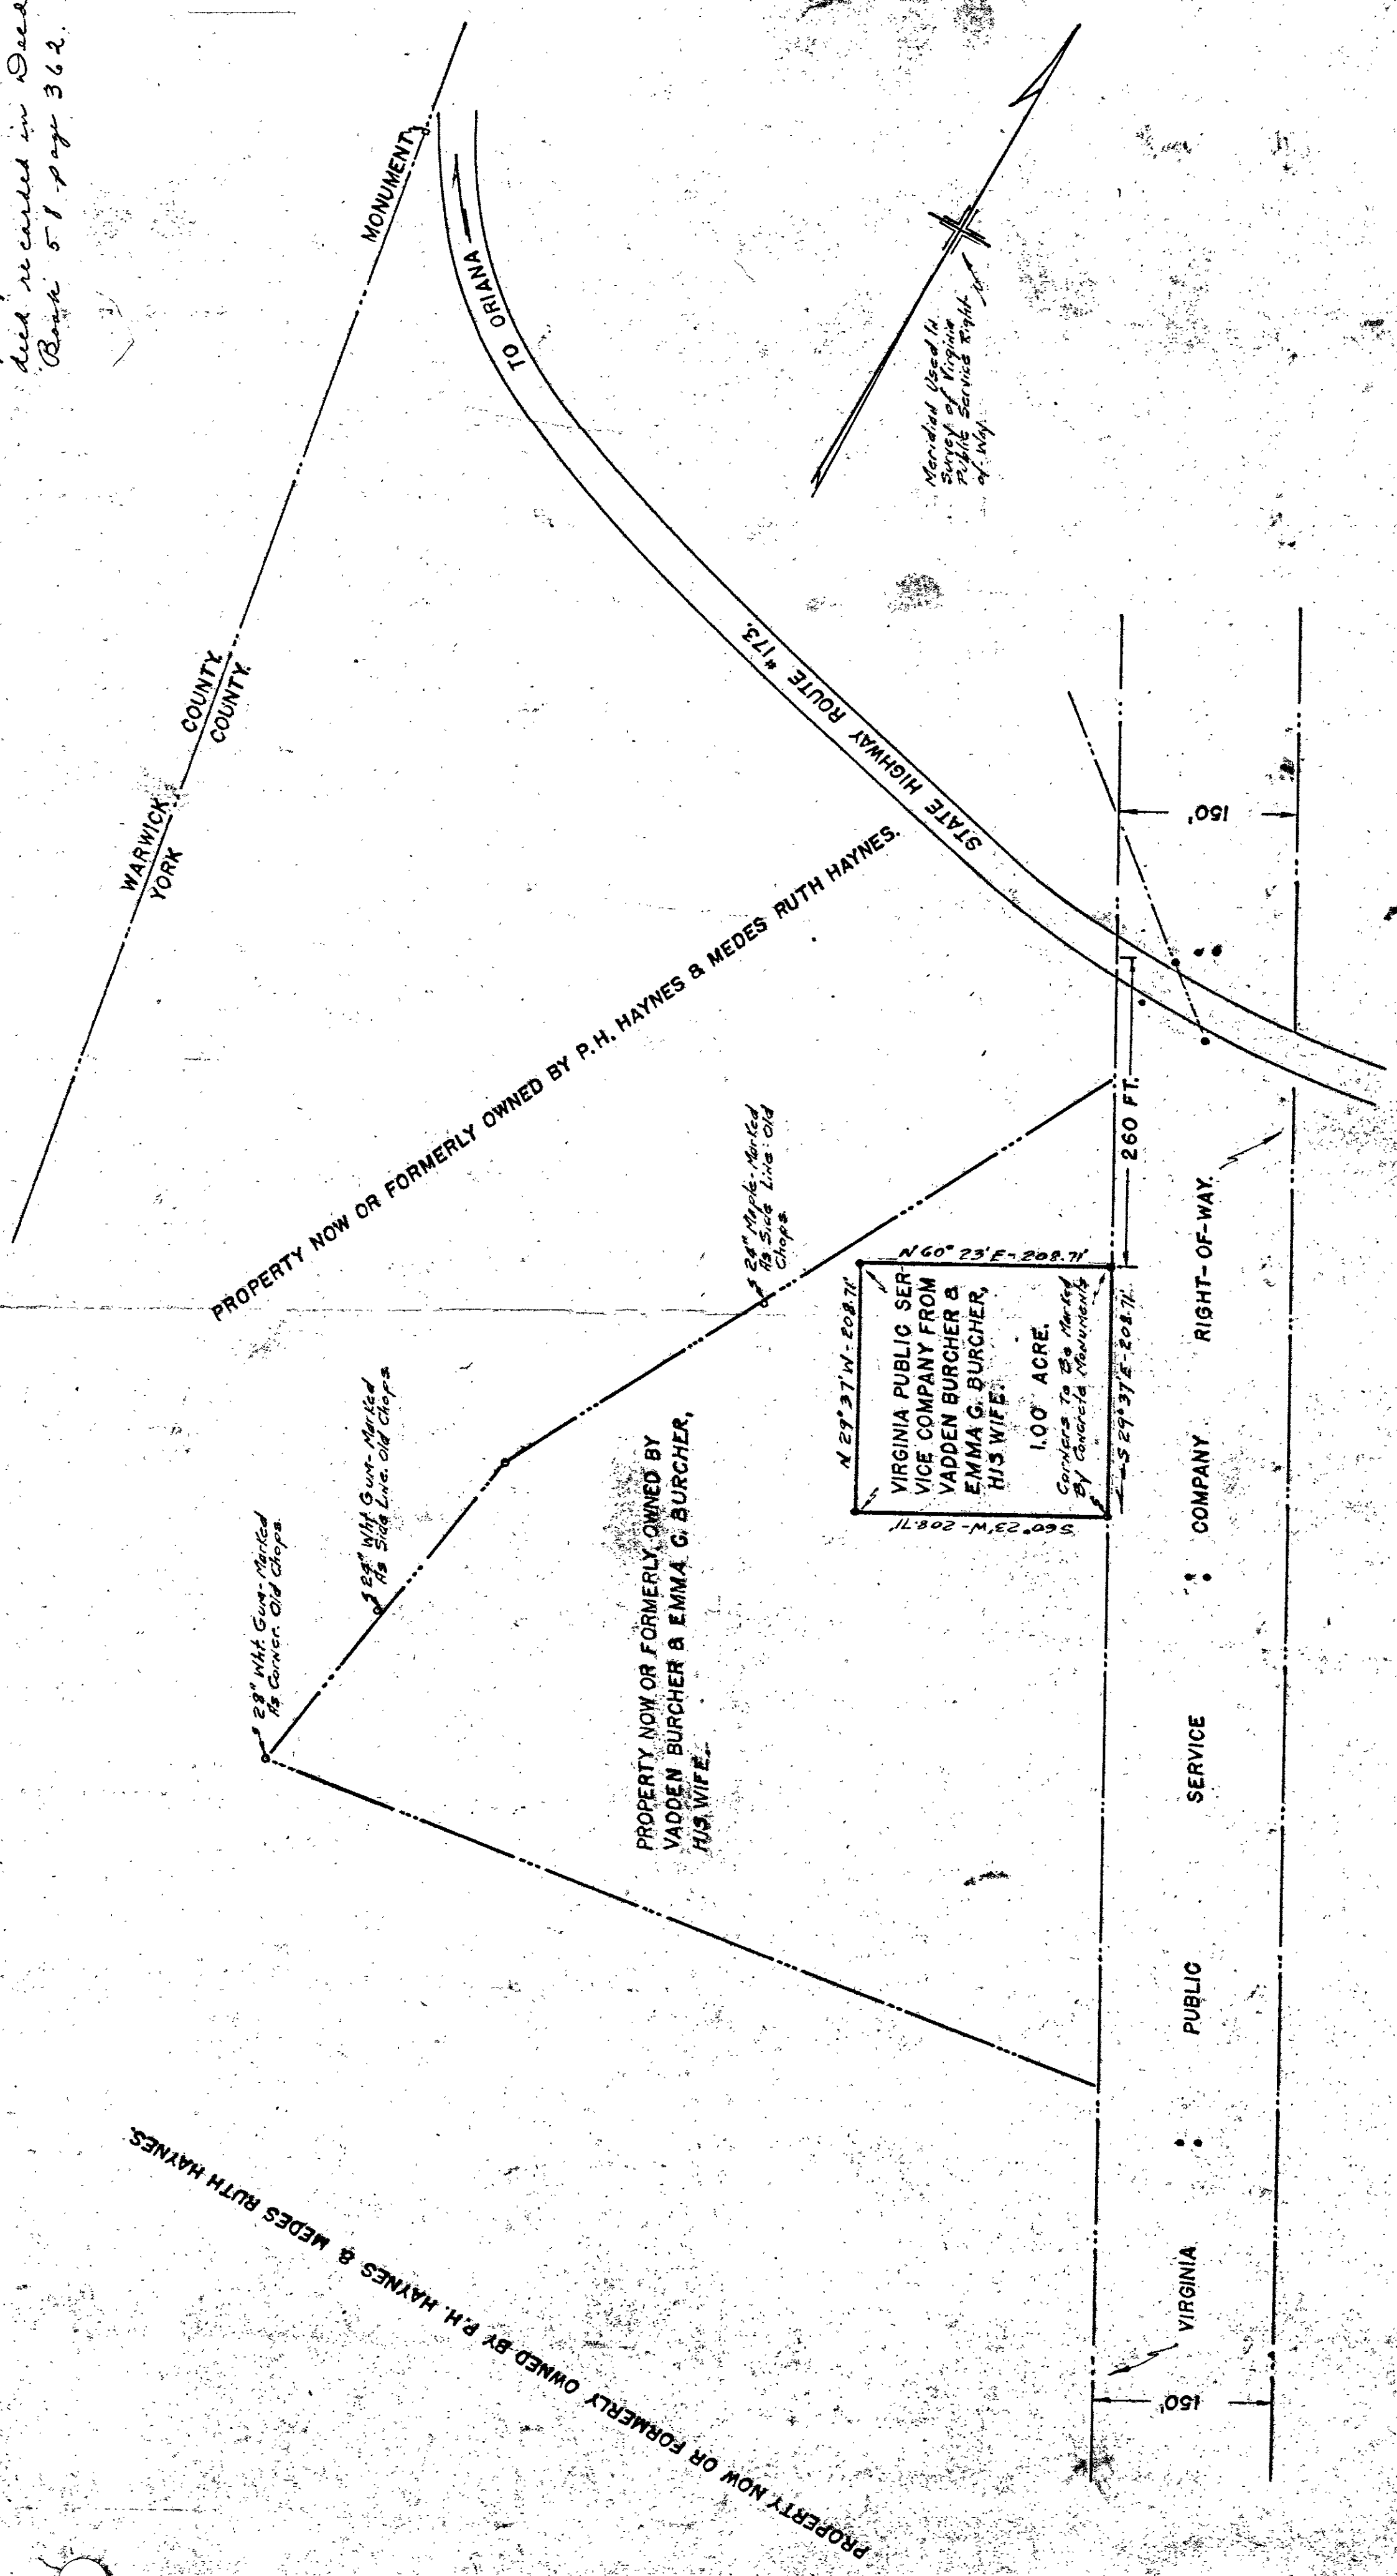 deed recorded in Deed
Book 58 page 362.
MONUMENT
TO ORIANA
WARWICK COUNTY
YORK COUNTY
STATE HIGHWAY ROUTE #173.
Meridian Used In
Survey of Virginia
Public Service Right-
of-Way.
PROPERTY NOW OR FORMERLY OWNED BY P.H. HAYNES & MEDES RUTH HAYNES.
28" Wht. Gum-Marked
As Corner. Old Chops.
24" Wht. Gum-Marked
As Side Line. Old Chops.
24" Maple-Marked
As Side Line. Old
Chops.
PROPERTY NOW OR FORMERLY OWNED BY
VADDEN BURCHER & EMMA G. BURCHER,
HIS WIFE.
N 29° 37' W - 208.71'
N 60° 23' E - 208.71'
VIRGINIA PUBLIC SER-
VICE COMPANY FROM
VADDEN BURCHER &
EMMA G. BURCHER,
HIS WIFE.
1.00 ACRE.
Corners To Be Marked
By Concrete Monuments
S 60° 23' W - 208.71'
S 29° 37' E - 208.71'
260 FT.
150'
VIRGINIA PUBLIC SERVICE COMPANY RIGHT-OF-WAY.
150'
PROPERTY NOW OR FORMERLY OWNED BY P.H. HAYNES & MEDES RUTH HAYNES.